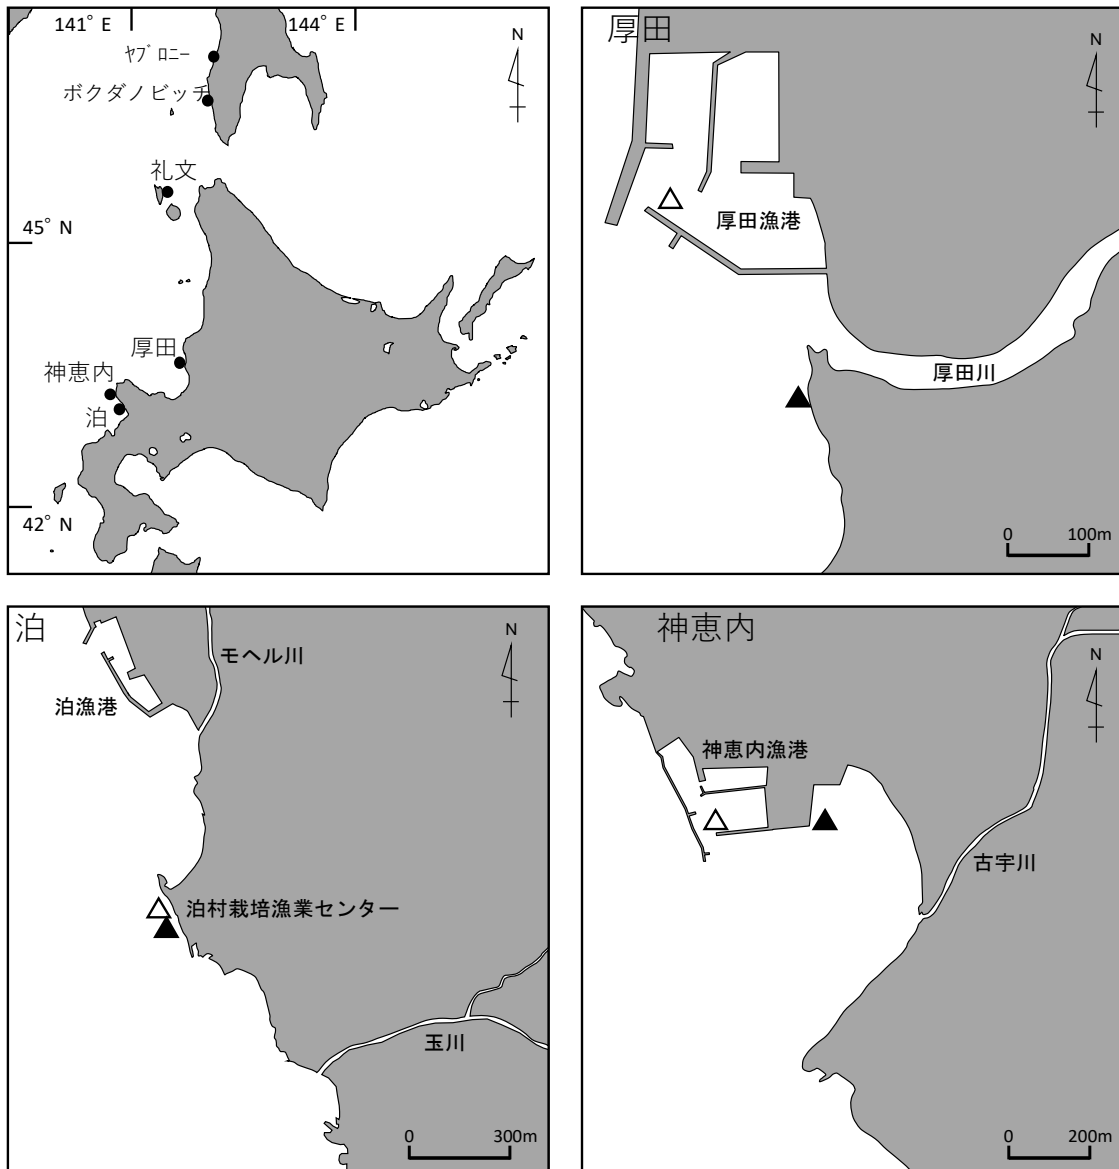 141° E
144° E
N
ﾔﾌﾞﾛﾆｰ
ボクダノビッチ
礼文
45° N
厚田
神恵内
泊
42° N
厚田
N
厚田漁港
厚田川
0 100m
泊
N
モヘル川
泊漁港
泊村栽培漁業センター
玉川
0 300m
神恵内
N
神恵内漁港
古宇川
0 200m